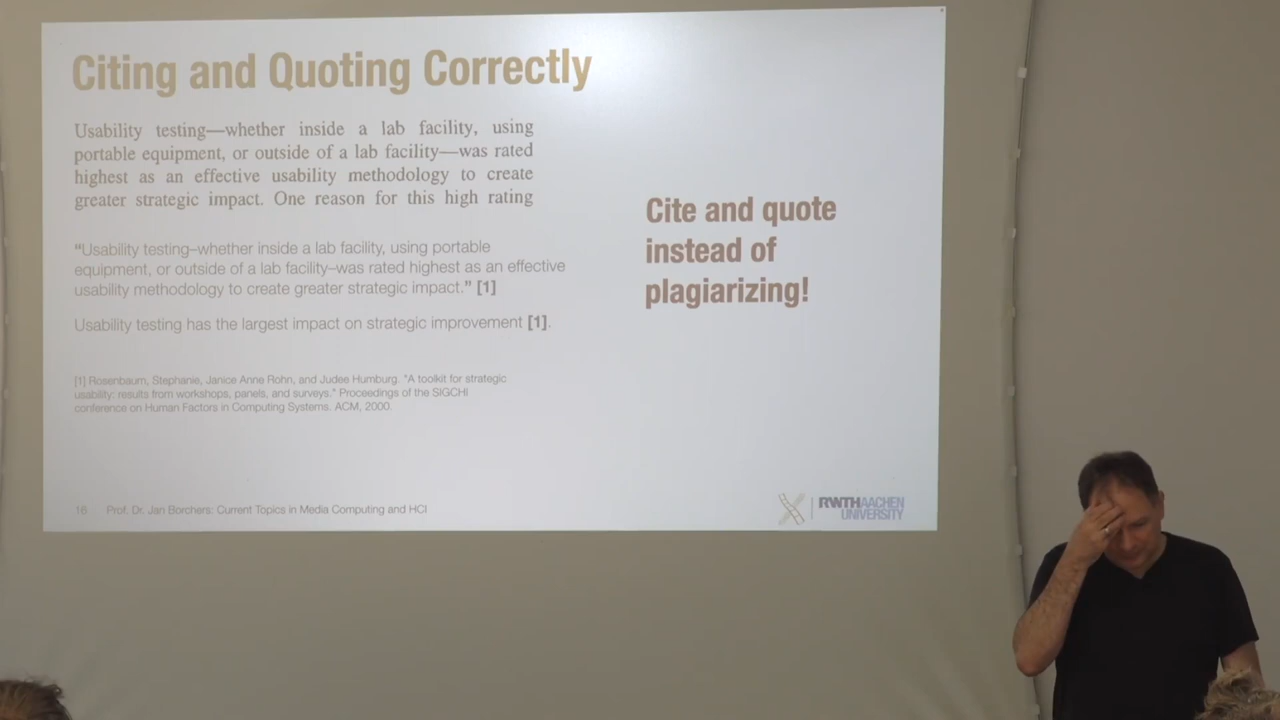 Citing and Quoting Correctly
Usability testing—whether inside a lab facility, using
portable equipment, or outside of a lab facility—was rated
highest as an effective usability methodology to create
greater strategic impact. One reason for this high rating
“Usability testing–whether inside a lab facility, using portable
equipment, or outside of a lab facility–was rated highest as an effective
usability methodology to create greater strategic impact.” [1]
Usability testing has the largest impact on strategic improvement [1].
[1] Rosenbaum, Stephanie, Janice Anne Rohn, and Judee Humburg. "A toolkit for strategic
usability: results from workshops, panels, and surveys." Proceedings of the SIGCHI
conference on Human Factors in Computing Systems. ACM, 2000.
Cite and quote
instead of
plagiarizing!
16 Prof. Dr. Jan Borchers: Current Topics in Media Computing and HCI
RWTHAACHEN
UNIVERSITY